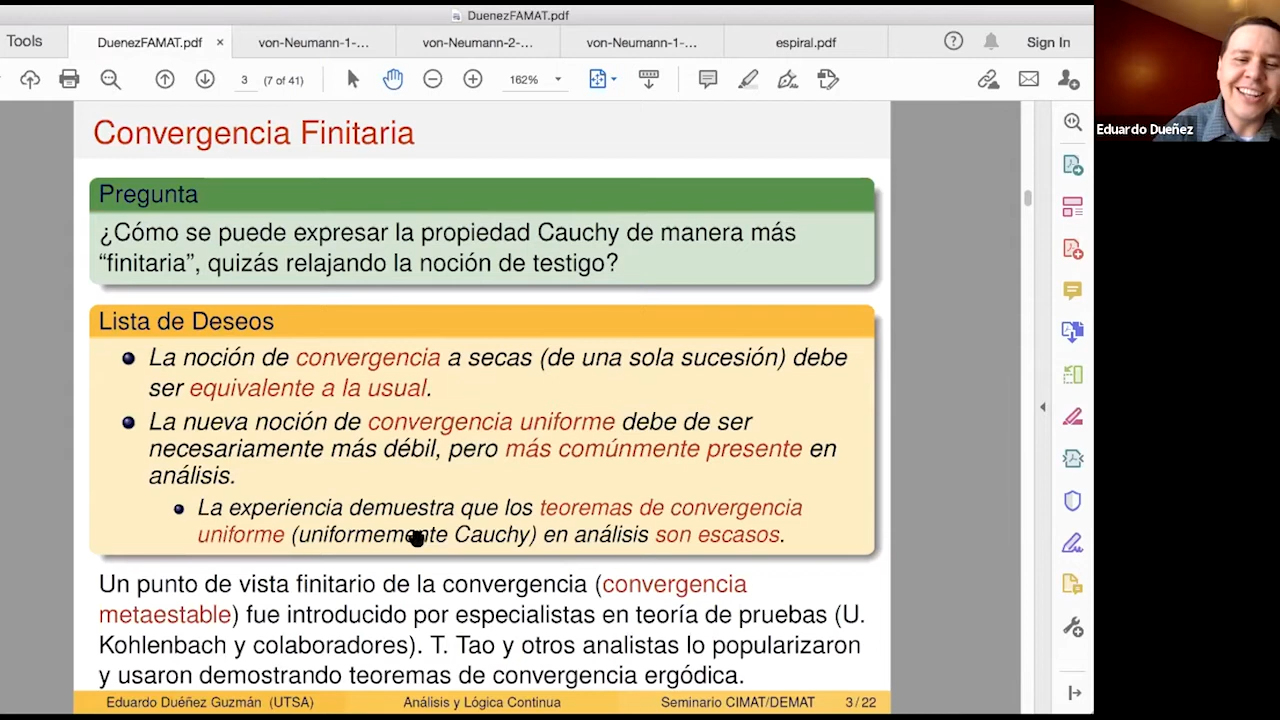 DuenezFAMAT.pdf
Tools
DuenezFAMAT.pdf ×
von-Neumann-1-...
von-Neumann-2-...
von-Neumann-1-...
espiral.pdf
Sign In
3 (7 of 41)
162%
Eduardo Dueñez
Convergencia Finitaria
Pregunta
¿Cómo se puede expresar la propiedad Cauchy de manera más
“finitaria”, quizás relajando la noción de testigo?
Lista de Deseos
La noción de convergencia a secas (de una sola sucesión) debe
ser equivalente a la usual.
La nueva noción de convergencia uniforme debe de ser
necesariamente más débil, pero más comúnmente presente en
análisis.
La experiencia demuestra que los teoremas de convergencia
uniforme (uniformemente Cauchy) en análisis son escasos.
Un punto de vista finitario de la convergencia (convergencia
metaestable) fue introducido por especialistas en teoría de pruebas (U.
Kohlenbach y colaboradores). T. Tao y otros analistas lo popularizaron
y usaron demostrando teoremas de convergencia ergódica.
Eduardo Duéñez Guzmán (UTSA)
Análisis y Lógica Continua
Seminario CIMAT/DEMAT
3 / 22